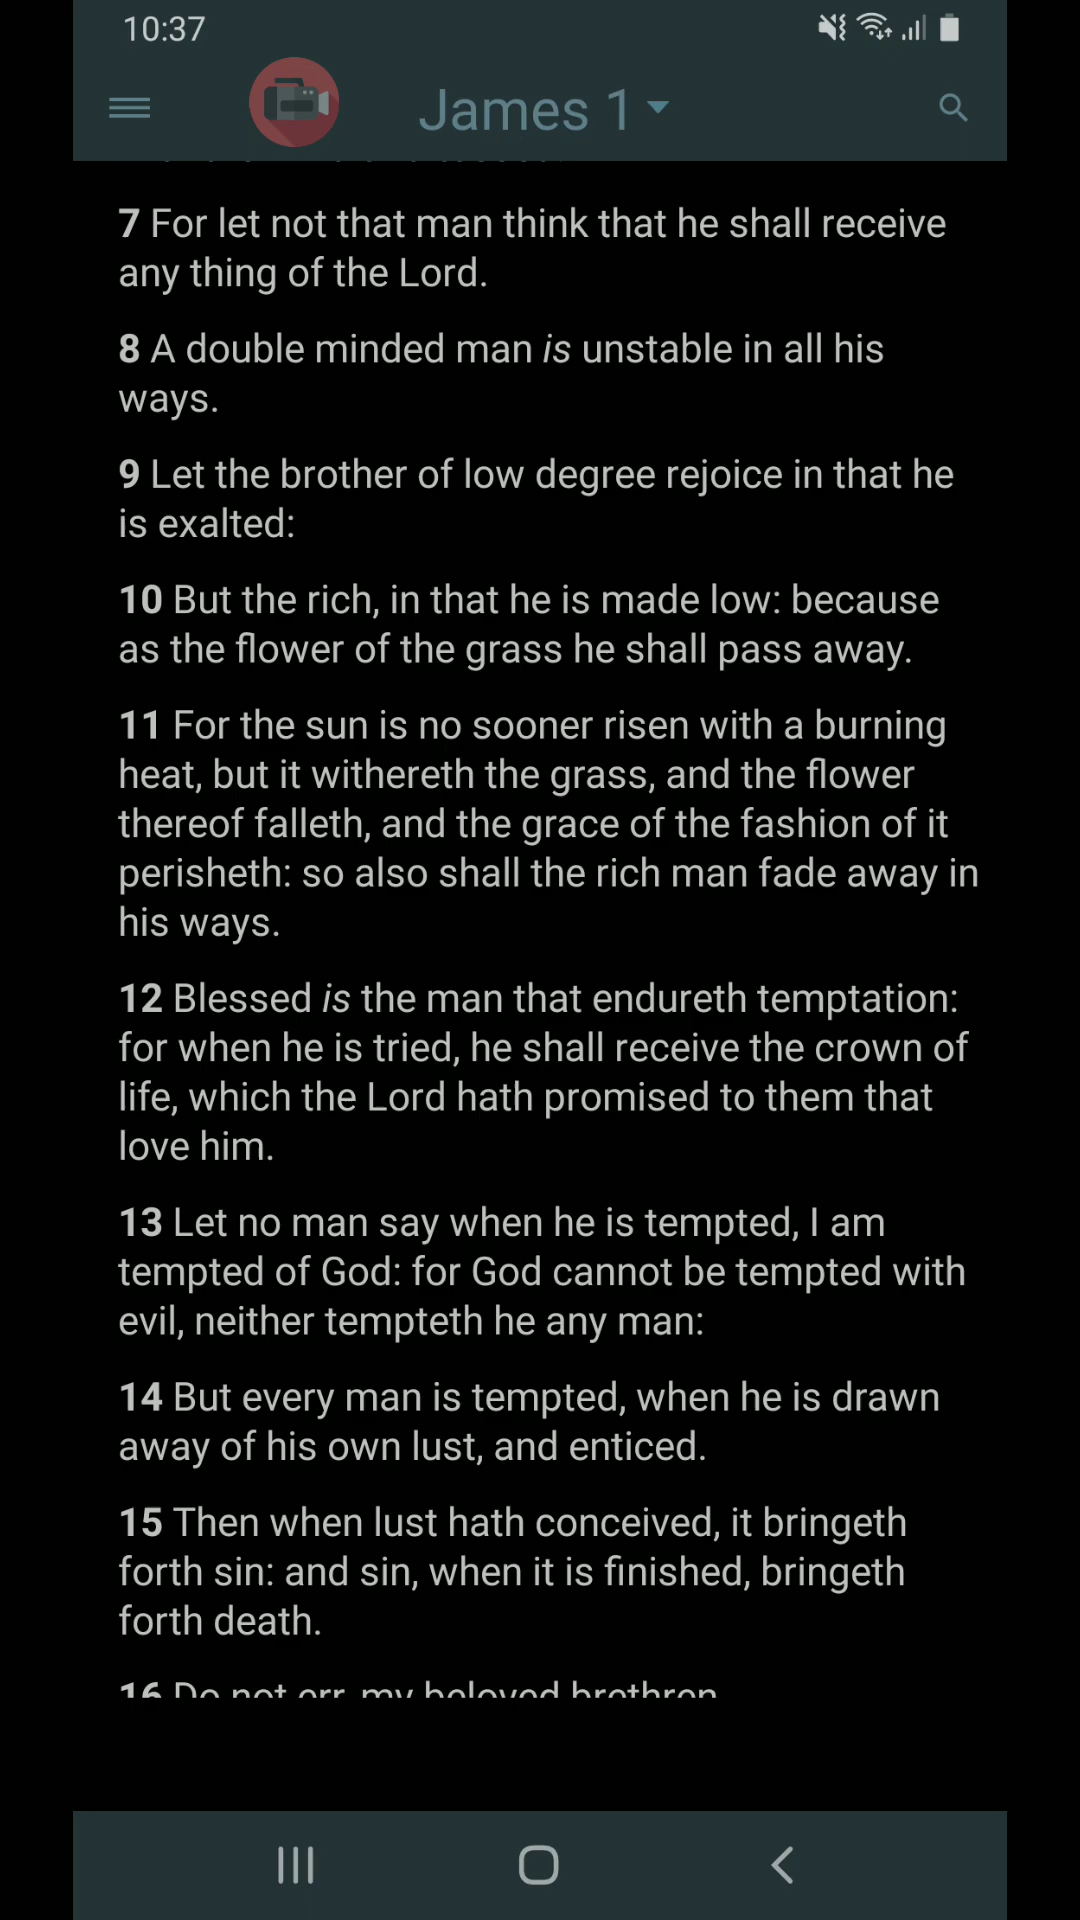 10:37
James 1
7 For let not that man think that he shall receive
any thing of the Lord.
8 A double minded man is unstable in all his
ways.
9 Let the brother of low degree rejoice in that he
is exalted:
10 But the rich, in that he is made low: because
as the flower of the grass he shall pass away.
11 For the sun is no sooner risen with a burning
heat, but it withereth the grass, and the flower
thereof falleth, and the grace of the fashion of it
perisheth: so also shall the rich man fade away in
his ways.
12 Blessed is the man that endureth temptation:
for when he is tried, he shall receive the crown of
life, which the Lord hath promised to them that
love him.
13 Let no man say when he is tempted, I am
tempted of God: for God cannot be tempted with
evil, neither tempteth he any man:
14 But every man is tempted, when he is drawn
away of his own lust, and enticed.
15 Then when lust hath conceived, it bringeth
forth sin: and sin, when it is finished, bringeth
forth death.
16 Do not err, my beloved brethren